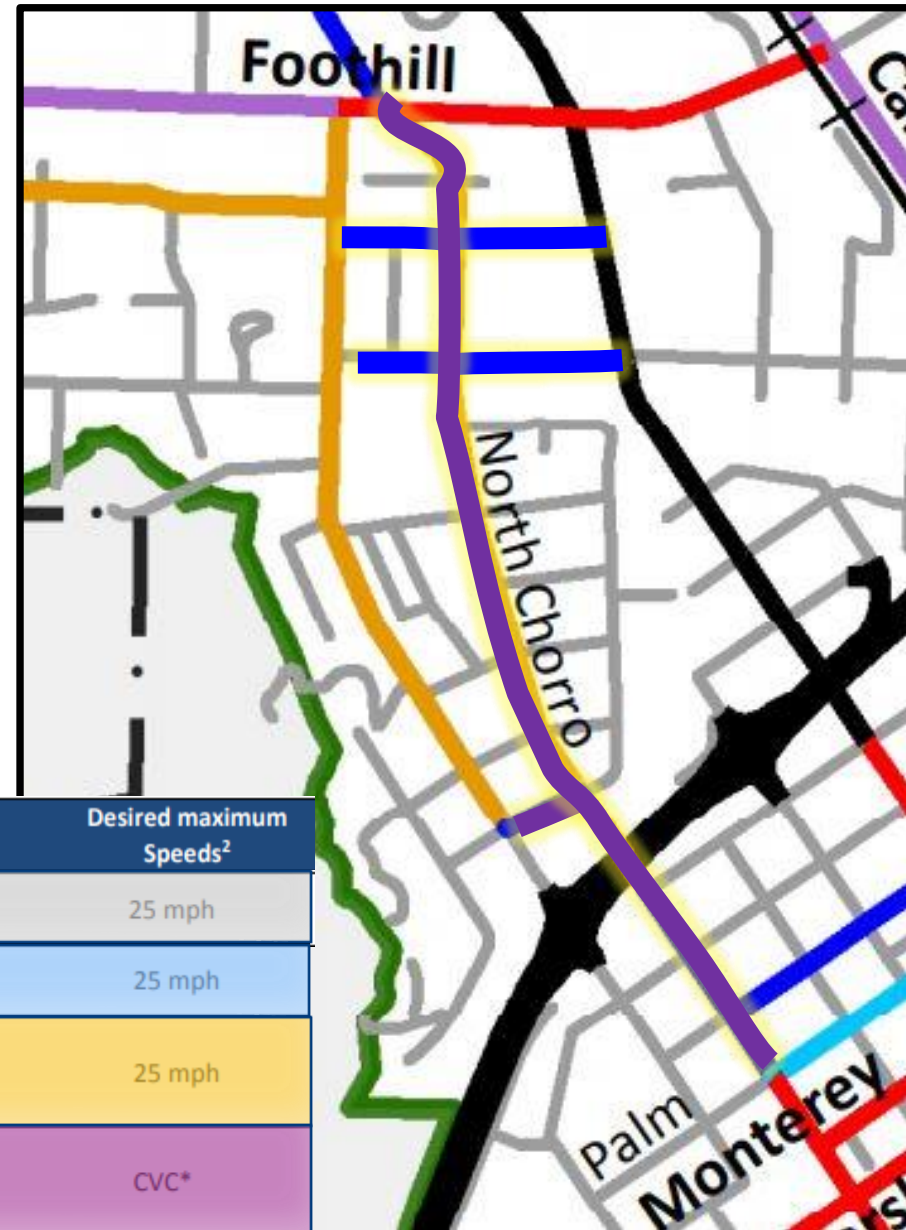 Foothill
North Chorro
Desired maximum
Speeds²
25 mph
25 mph
25 mph
CVC*
Palm
Monterey